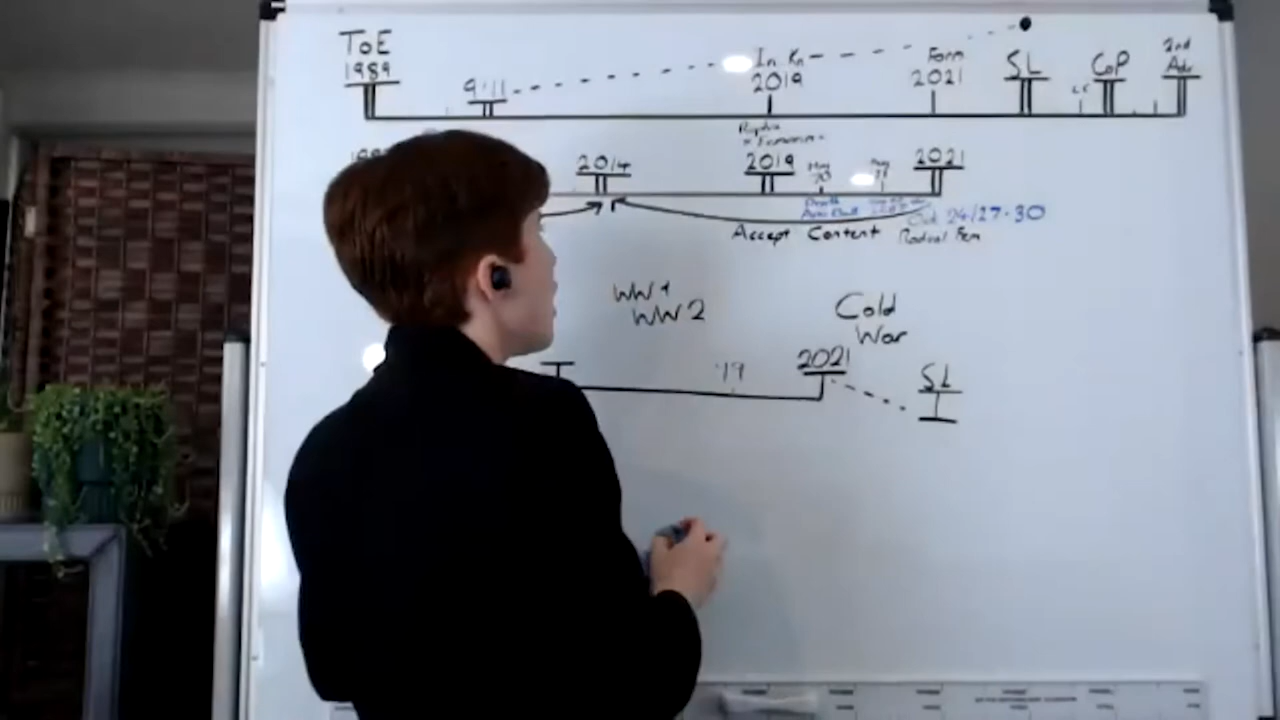 ToE
1989
9·11
In Kn
2019
Form
2021
SL
CoP
2nd
Adv
2014
2019
2021
Oct 24/27-30
Accept Content
Radical Fem
WW1
WW2
Cold
War
'19
2021
SL